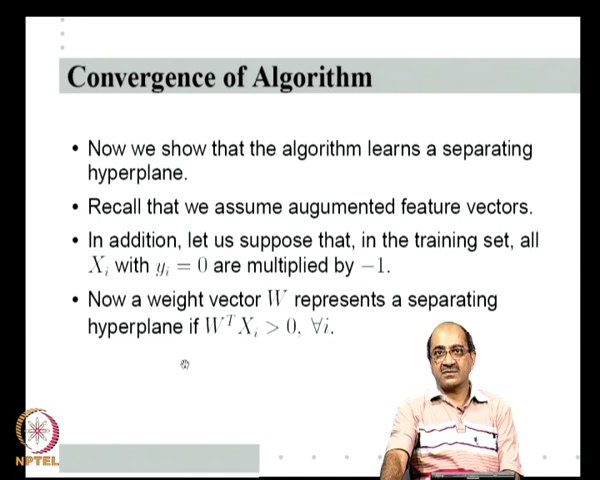 Convergence of Algorithm
• Now we show that the algorithm learns a separating
hyperplane.
• Recall that we assume augumented feature vectors.
• In addition, let us suppose that, in the training set, all
X_i with y_i = 0 are multiplied by −1.
• Now a weight vector W represents a separating
hyperplane if W^T X_i > 0, ∀i.
NPTEL